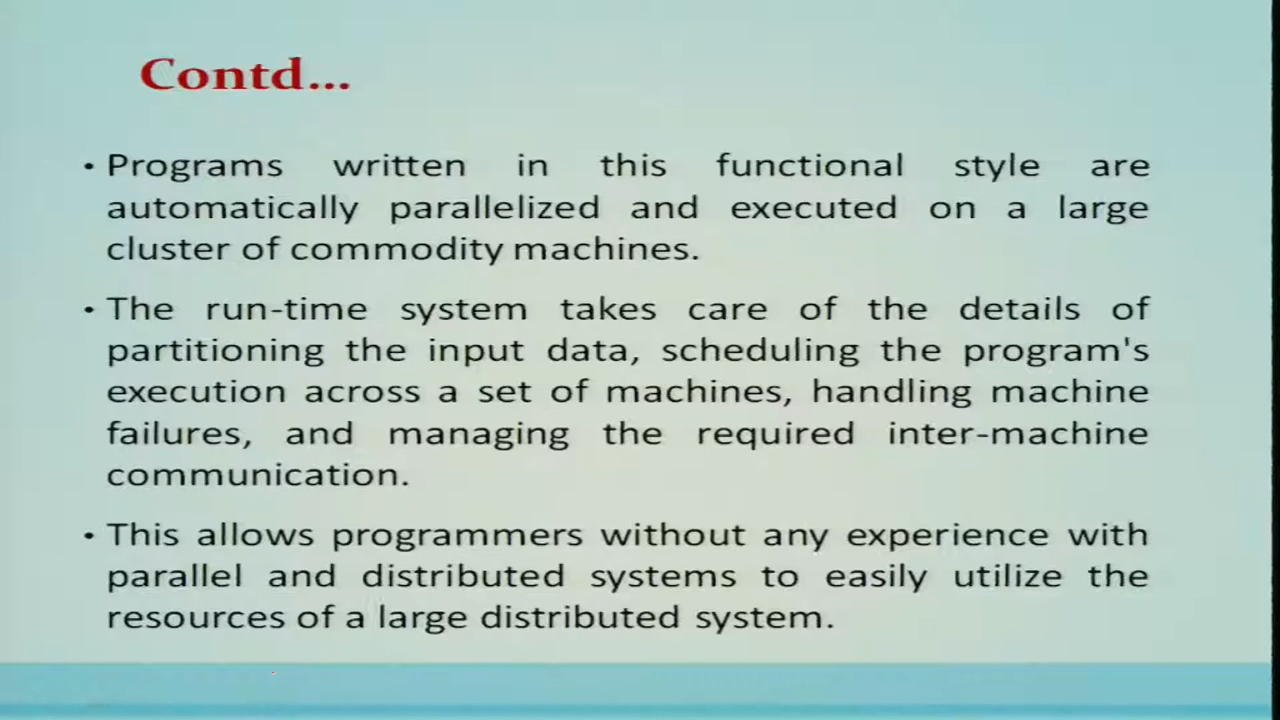 Contd...
• Programs written in this functional style are
automatically parallelized and executed on a large
cluster of commodity machines.
• The run-time system takes care of the details of
partitioning the input data, scheduling the program's
execution across a set of machines, handling machine
failures, and managing the required inter-machine
communication.
• This allows programmers without any experience with
parallel and distributed systems to easily utilize the
resources of a large distributed system.